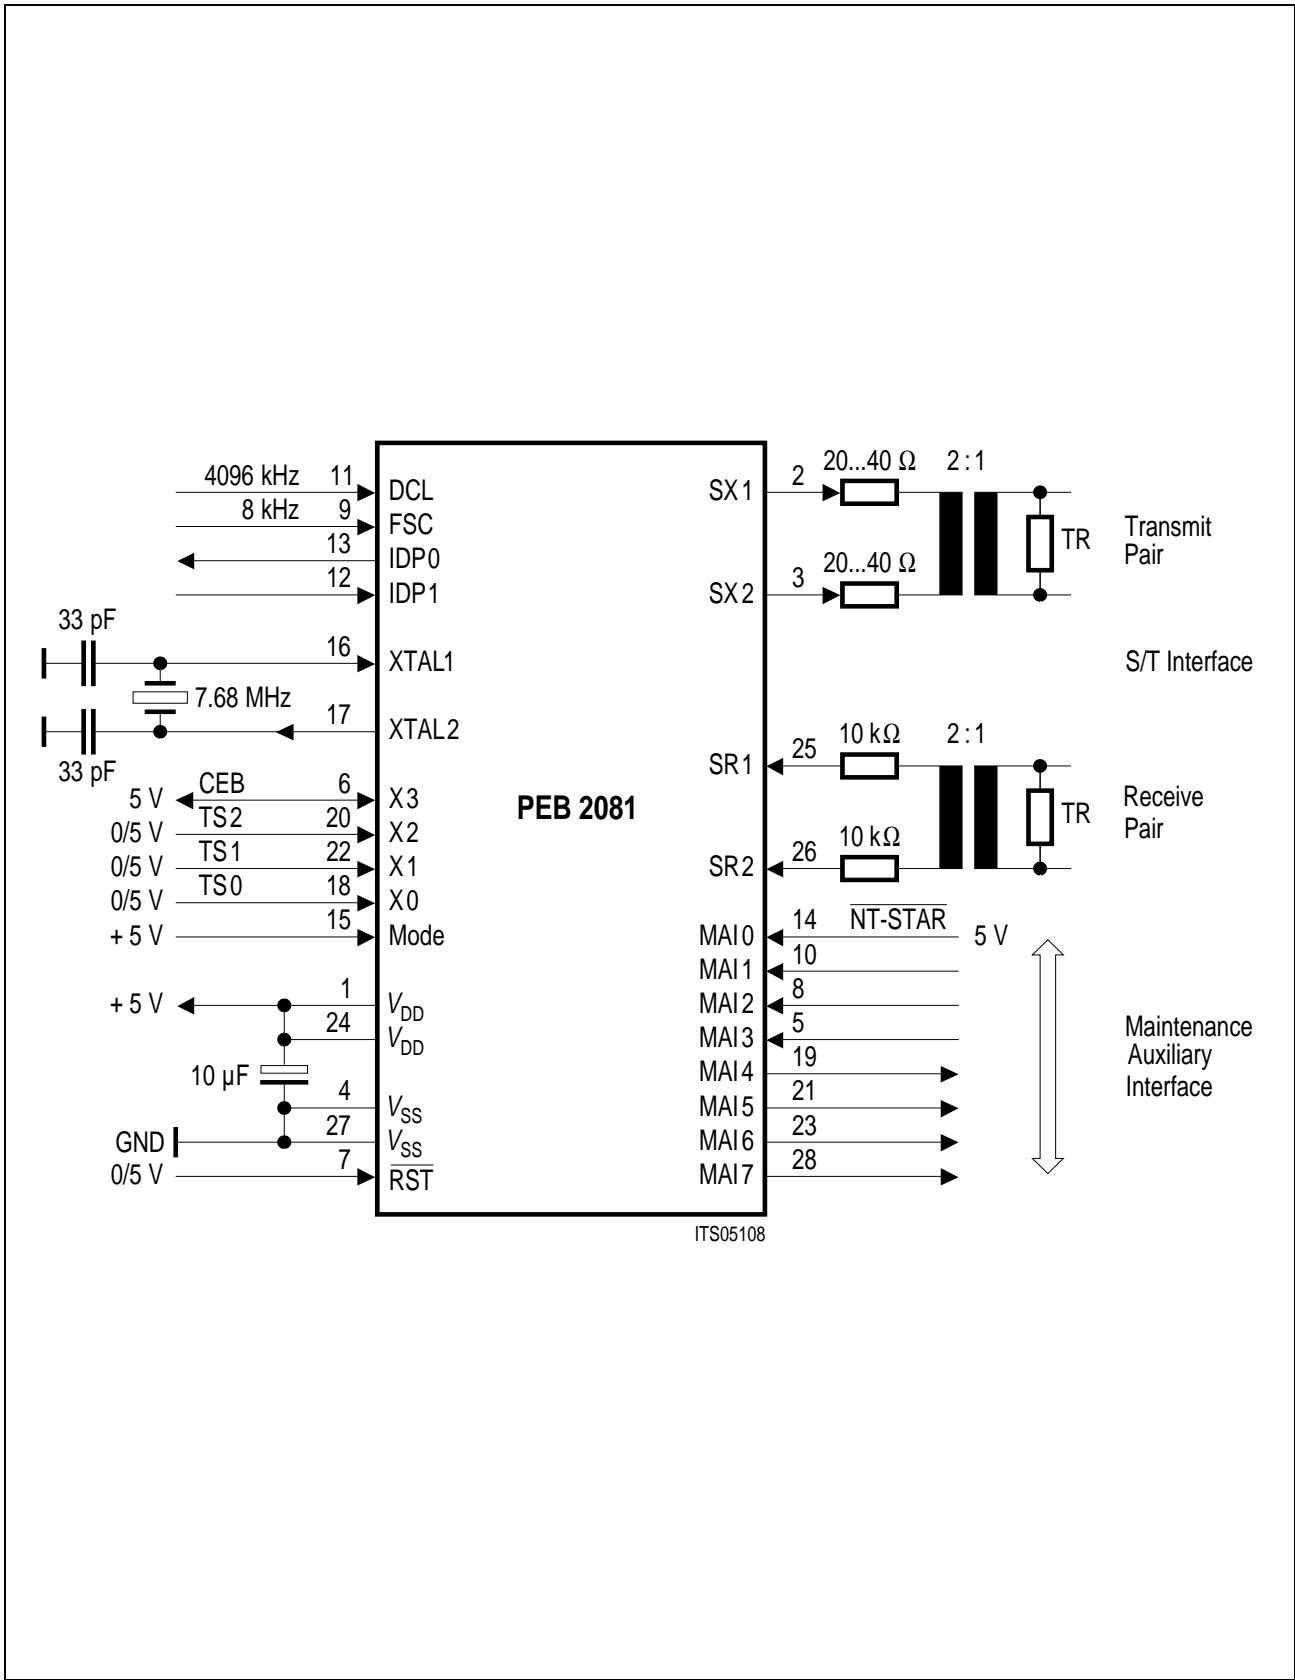 4096 kHz 11 DCL
8 kHz 9 FSC
13 IDP0
12 IDP1
33 pF
16 XTAL1
7.68 MHz
17 XTAL2
33 pF
5 V CEB 6 X3
0/5 V TS2 20 X2
0/5 V TS1 22 X1
0/5 V TS0 18 X0
+ 5 V 15 Mode
+ 5 V 1 VDD
24 VDD
10 µF
4 VSS
GND 27 VSS
0/5 V 7 RST
PEB 2081
SX1 2 20...40 Ω 2 : 1
TR
Transmit
Pair
SX2 3 20...40 Ω
S/T Interface
SR1 25 10 kΩ 2 : 1
TR
Receive
Pair
SR2 26 10 kΩ
MAI0 14 NT-STAR 5 V
MAI1 10
MAI2 8
MAI3 5
MAI4 19
MAI5 21
MAI6 23
MAI7 28
Maintenance
Auxiliary
Interface
ITS05108